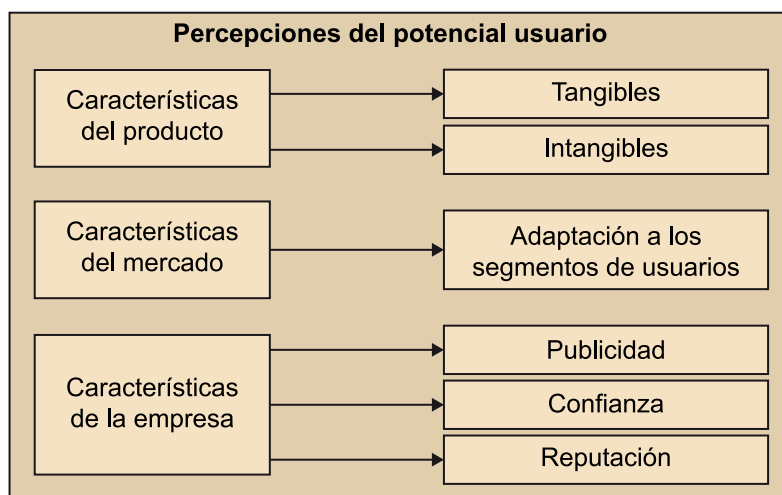 Percepciones del potencial usuario
Características
del producto
Tangibles
Intangibles
Características
del mercado
Adaptación a los
segmentos de usuarios
Características
de la empresa
Publicidad
Confianza
Reputación